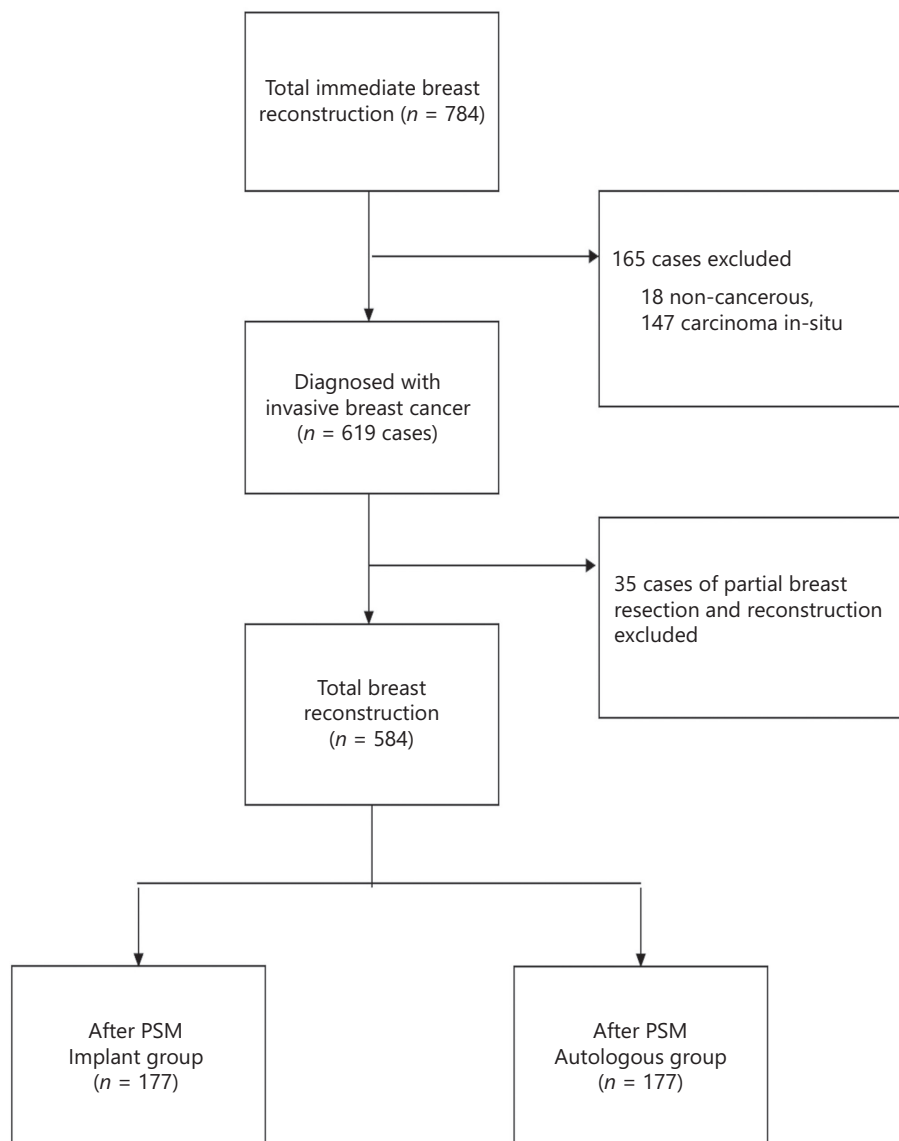 Total immediate breast
reconstruction (n = 784)
165 cases excluded
18 non-cancerous,
147 carcinoma in-situ
Diagnosed with
invasive breast cancer
(n = 619 cases)
35 cases of partial breast
resection and reconstruction
excluded
Total breast
reconstruction
(n = 584)
After PSM
Implant group
(n = 177)
After PSM
Autologous group
(n = 177)